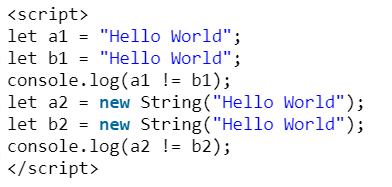 <script>
let a1 = "Hello World";
let b1 = "Hello World";
console.log(a1 != b1);
let a2 = new String("Hello World");
let b2 = new String("Hello World");
console.log(a2 != b2);
</script>